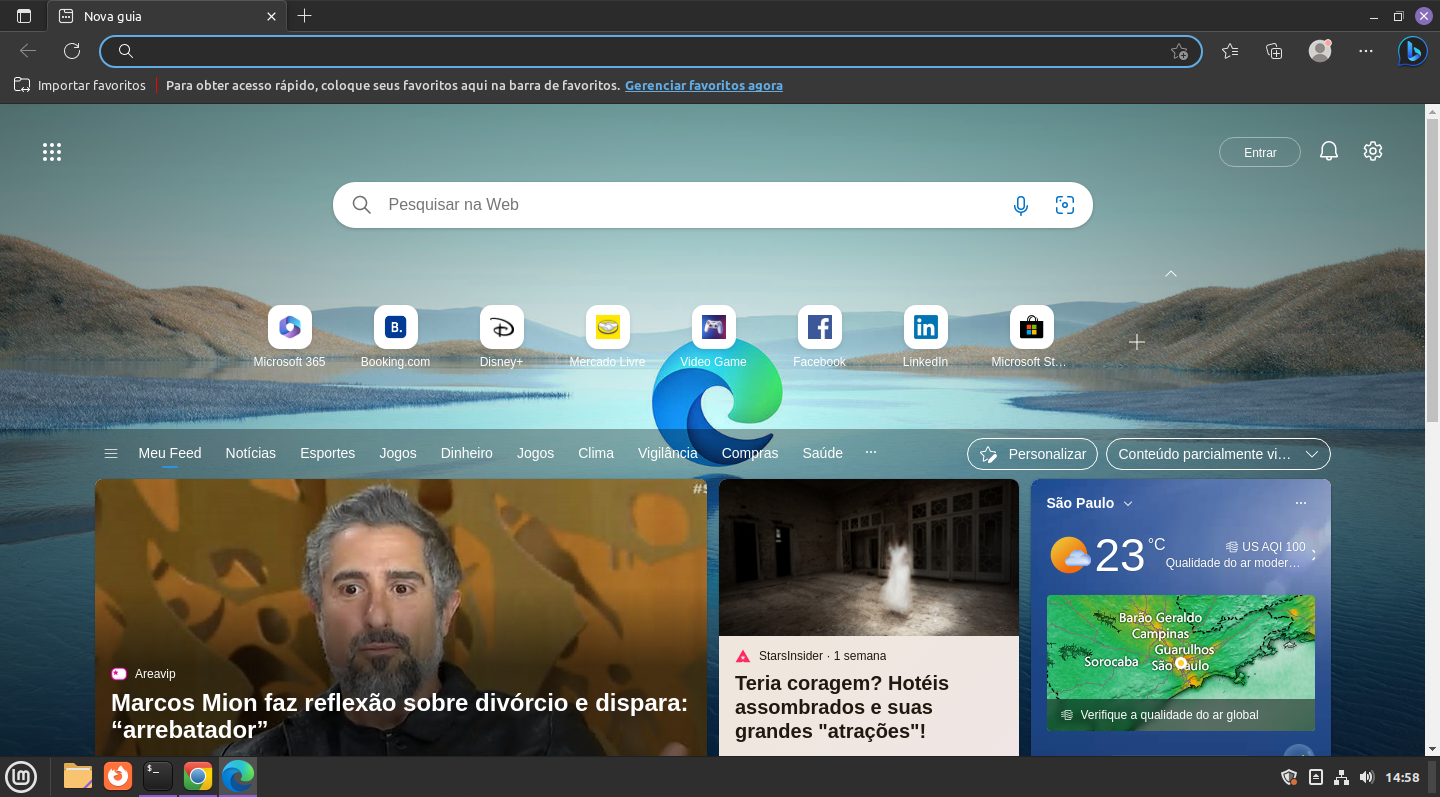 Nova guia
Importar favoritos
Para obter acesso rápido, coloque seus favoritos aqui na barra de favoritos. Gerenciar favoritos agora
Entrar
Pesquisar na Web
Microsoft 365
Booking.com
Disney+
Mercado Livre
Video Game
Facebook
LinkedIn
Microsoft St...
Meu Feed
Notícias
Esportes
Jogos
Dinheiro
Jogos
Clima
Vigilância
Compras
Saúde
Personalizar
Conteúdo parcialmente vi...
Areavip
Marcos Mion faz reflexão sobre divórcio e dispara:
“arrebatador”
StarsInsider · 1 semana
Teria coragem? Hotéis
assombrados e suas
grandes "atrações"!
São Paulo
23 °C
US AQI 100
Qualidade do ar moder...
Barão Geraldo
Campinas
Guarulhos
Sorocaba
São Paulo
Verifique a qualidade do ar global
14:58